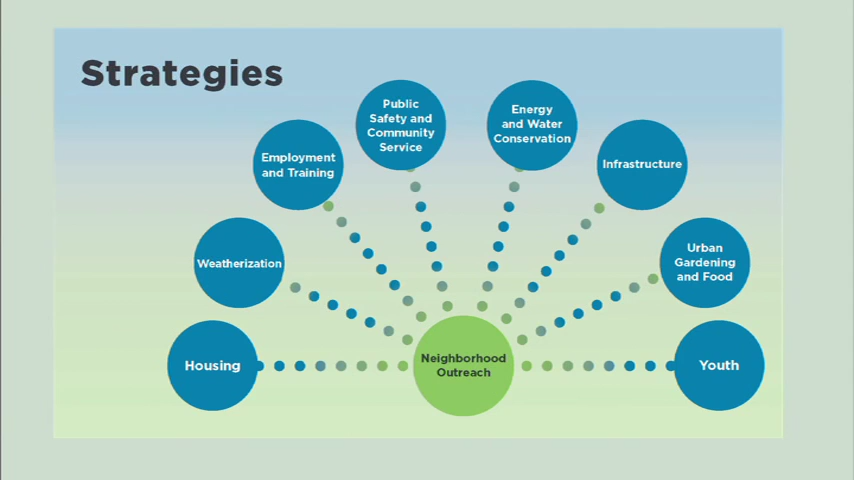 Strategies
Public
Safety and
Community
Service
Energy
and Water
Conservation
Employment
and Training
Infrastructure
Weatherization
Urban
Gardening
and Food
Housing
Neighborhood
Outreach
Youth